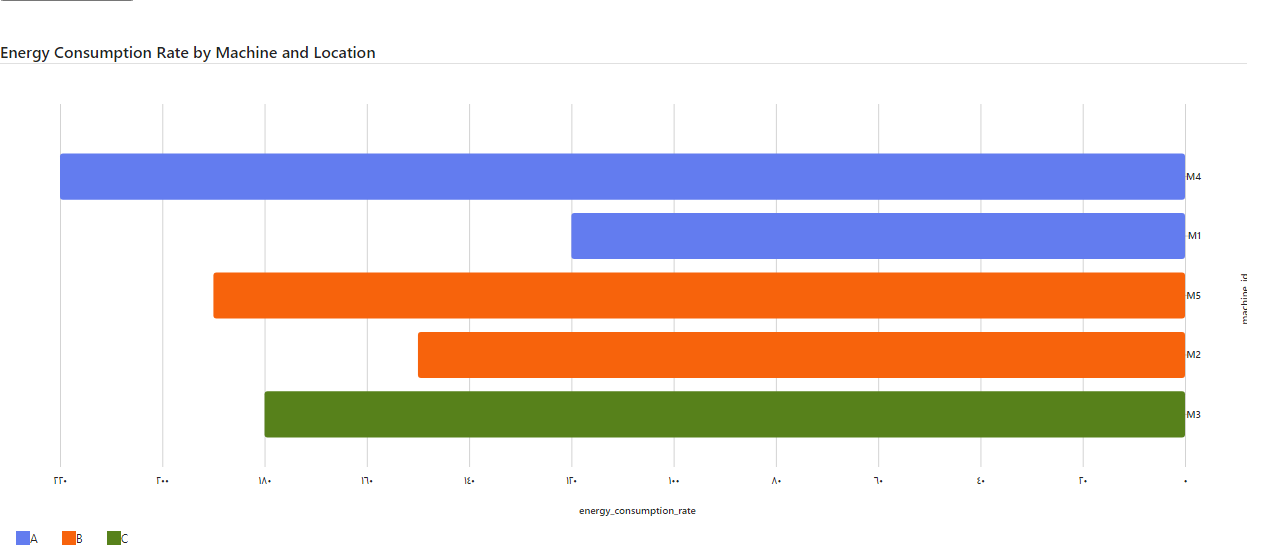 Energy Consumption Rate by Machine and Location
M4
M1
M5
M2
M3
machine_id
٢٢٠ ٢٠٠ ١٨٠ ١٦٠ ١٤٠ ١٢٠ ١٠٠ ٨٠ ٦٠ ٤٠ ٢٠ ٠
energy_consumption_rate
A B C